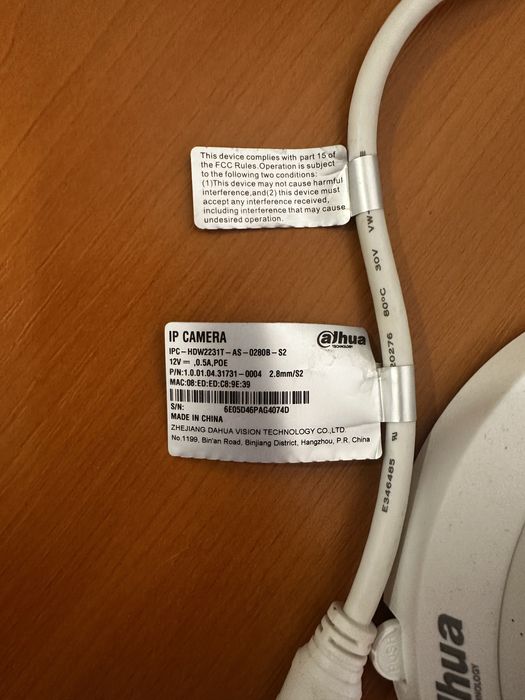 This device complies with part 15 of
the FCC Rules.Operation is subject
to the following two conditions:
(1)This device may not cause harmful
interference,and(2) this device must
accept any interference received,
including interference that may cause
undesired operation.
VW-
30V
80°C
20276
IP CAMERA
alhua
TECHNOLOGY
IPC-HDW2231T-AS-0280B-S2
12V⎓,0.5A,POE
P/N:1.0.01.04.31731-0004 2.8mm/S2
MAC:08:ED:ED:C8:9E:39
S/N:
6E05D46PAG4074D
MADE IN CHINA
ZHEJIANG DAHUA VISION TECHNOLOGY CO.,LTD.
No.1199, Bin'an Road, Binjiang District, Hangzhou, P.R. China
E346485
PUSH
lhua
NOLOGY